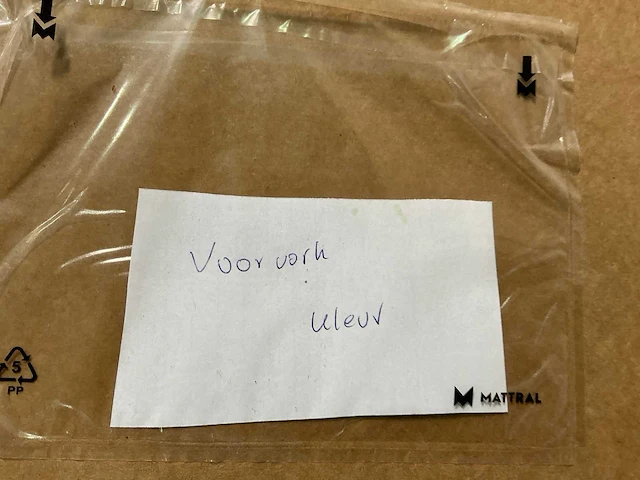 Voorvork
kleur
5
PP
MATTRAL